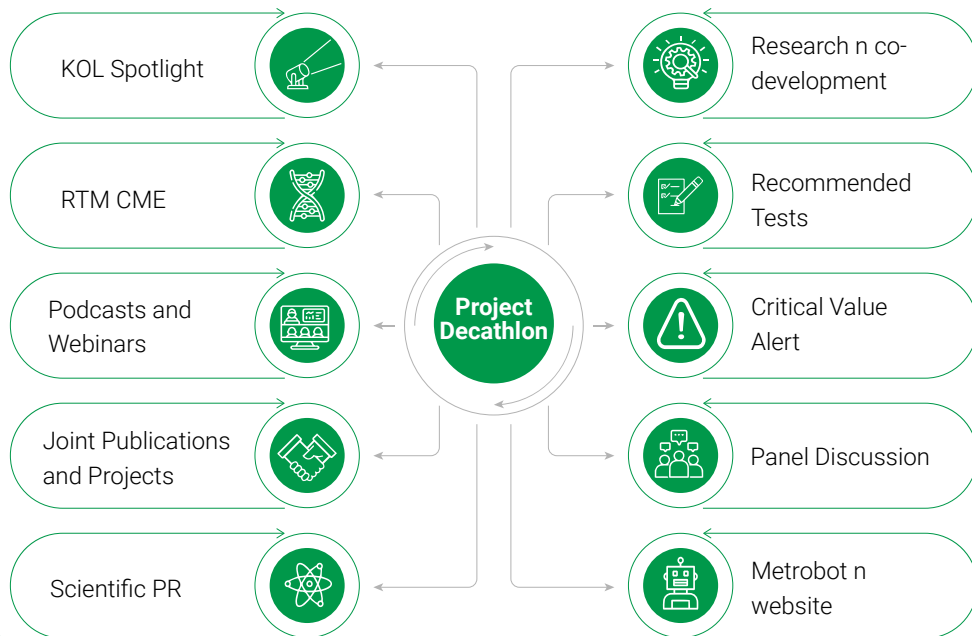 KOL Spotlight
RTM CME
Podcasts and
Webinars
Joint Publications
and Projects
Scientific PR
Project
Decathlon
Research n co-
development
Recommended
Tests
Critical Value
Alert
Panel Discussion
Metrobot n
website